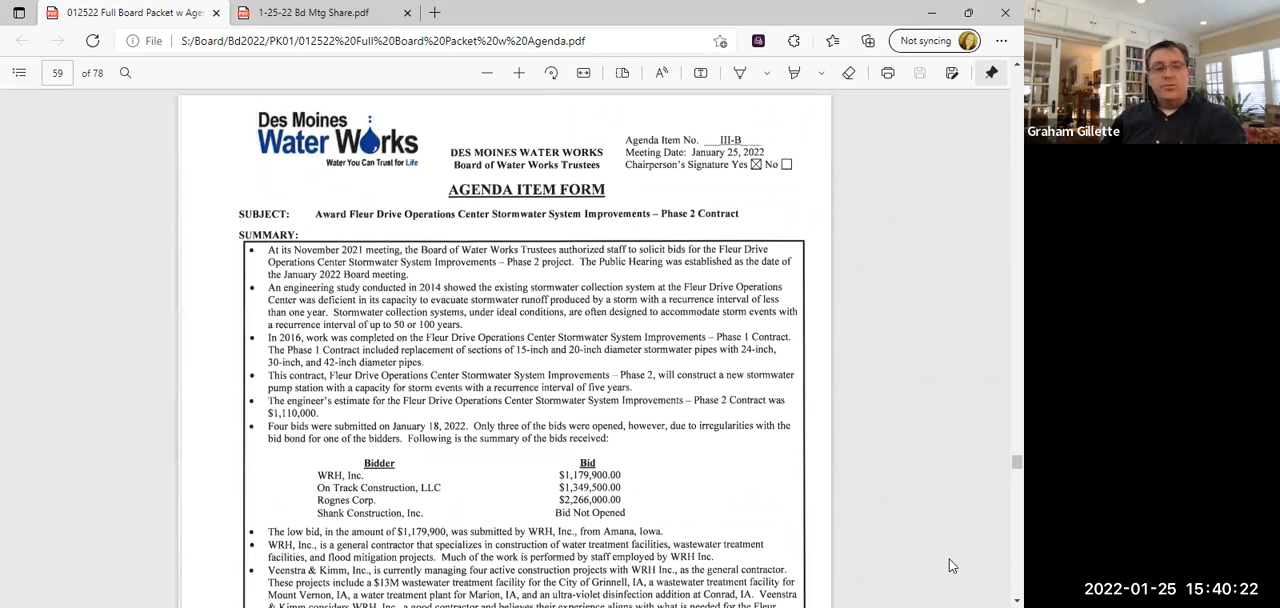 012522 Full Board Packet w Agen
1-25-22 Bd Mtg Share.pdf
File
S:/Board/Bd2022/PK01/012522%20Full%20Board%20Packet%20w%20Agenda.pdf
Not syncing
59 of 78
Graham Gillette
Des Moines
Water Works
Water You Can Trust for Life
DES MOINES WATER WORKS
Board of Water Works Trustees
Agenda Item No. III-B
Meeting Date: January 25, 2022
Chairperson's Signature Yes ☒ No ☐
AGENDA ITEM FORM
SUBJECT: Award Fleur Drive Operations Center Stormwater System Improvements – Phase 2 Contract
SUMMARY:
• At its November 2021 meeting, the Board of Water Works Trustees authorized staff to solicit bids for the Fleur Drive
Operations Center Stormwater System Improvements – Phase 2 project. The Public Hearing was established as the date of
the January 2022 Board meeting.
• An engineering study conducted in 2014 showed the existing stormwater collection system at the Fleur Drive Operations
Center was deficient in its capacity to evacuate stormwater runoff produced by a storm with a recurrence interval of less
than one year. Stormwater collection systems, under ideal conditions, are often designed to accommodate storm events with
a recurrence interval of up to 50 or 100 years.
• In 2016, work was completed on the Fleur Drive Operations Center Stormwater System Improvements – Phase 1 Contract.
The Phase 1 Contract included replacement of sections of 15-inch and 20-inch diameter stormwater pipes with 24-inch,
30-inch, and 42-inch diameter pipes.
• This contract, Fleur Drive Operations Center Stormwater System Improvements – Phase 2, will construct a new stormwater
pump station with a capacity for storm events with a recurrence interval of five years.
• The engineer's estimate for the Fleur Drive Operations Center Stormwater System Improvements – Phase 2 Contract was
$1,110,000.
• Four bids were submitted on January 18, 2022. Only three of the bids were opened, however, due to irregularities with the
bid bond for one of the bidders. Following is the summary of the bids received:
Bidder Bid
WRH, Inc. $1,179,900.00
On Track Construction, LLC $1,349,500.00
Rognes Corp. $2,266,000.00
Shank Construction, Inc. Bid Not Opened
• The low bid, in the amount of $1,179,900, was submitted by WRH, Inc., from Amana, Iowa.
• WRH, Inc., is a general contractor that specializes in construction of water treatment facilities, wastewater treatment
facilities, and flood mitigation projects. Much of the work is performed by staff employed by WRH Inc.
• Veenstra & Kimm, Inc., is currently managing four active construction projects with WRH Inc., as the general contractor.
These projects include a $13M wastewater treatment facility for the City of Grinnell, IA, a wastewater treatment facility for
Mount Vernon, IA, a water treatment plant for Marion, IA, and an ultra-violet disinfection addition at Conrad, IA. Veenstra
& Kimm considers WRH, Inc., a good contractor and believes their experience aligns with what is needed for the Fleur
2022-01-25 15:40:22